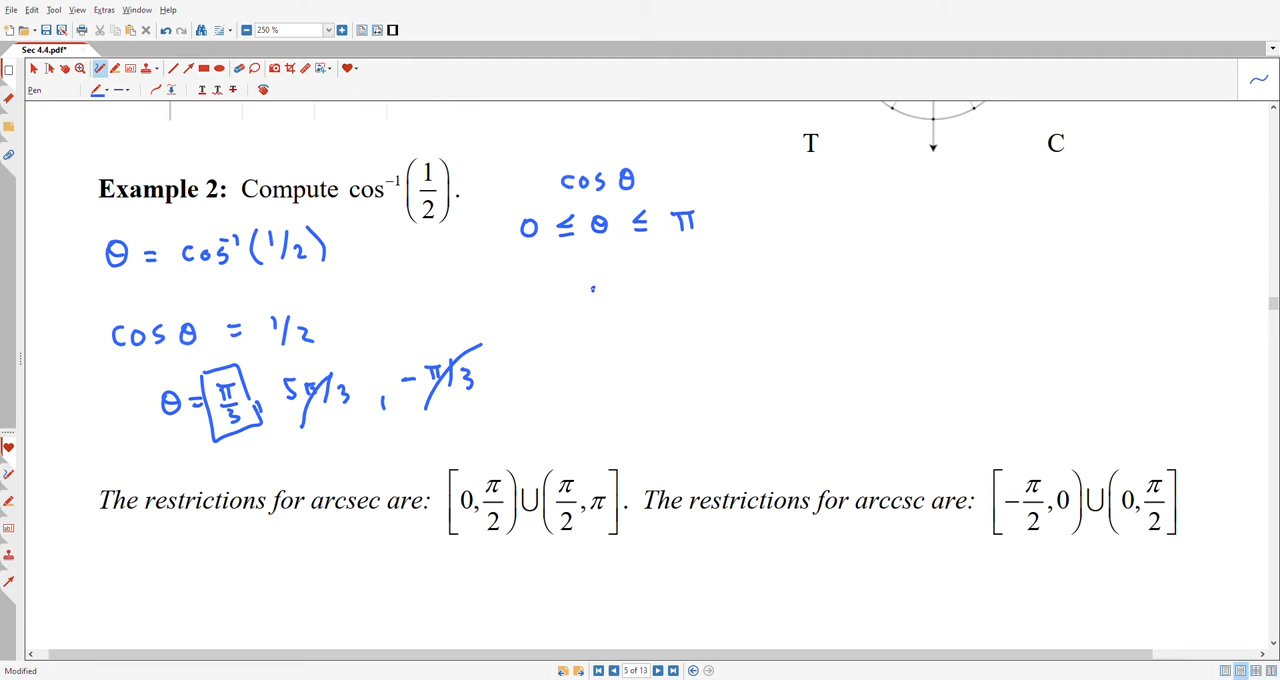 File Edit Tool View Extras Window Help
250 %
Sec 4.4.pdf*
Pen
T C
Example 2: Compute cos⁻¹(1/2).
cos θ
0 ≤ θ ≤ π
θ = cos⁻¹(1/2)
cos θ = 1/2
θ = π/3, 5π/3, -π/3
The restrictions for arcsec are: [0, π/2) ∪ (π/2, π]. The restrictions for arccsc are: [-π/2, 0) ∪ (0, π/2]
Modified
5 of 13